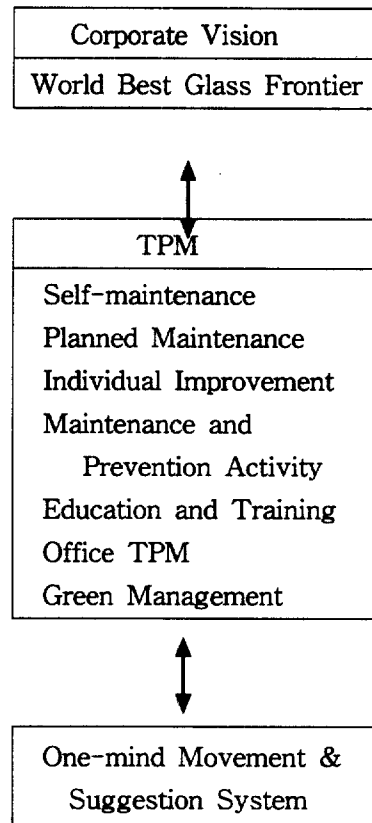 Corporate Vision
World Best Glass Frontier
TPM
Self-maintenance
Planned Maintenance
Individual Improvement
Maintenance and
Prevention Activity
Education and Training
Office TPM
Green Management
One-mind Movement &
Suggestion System